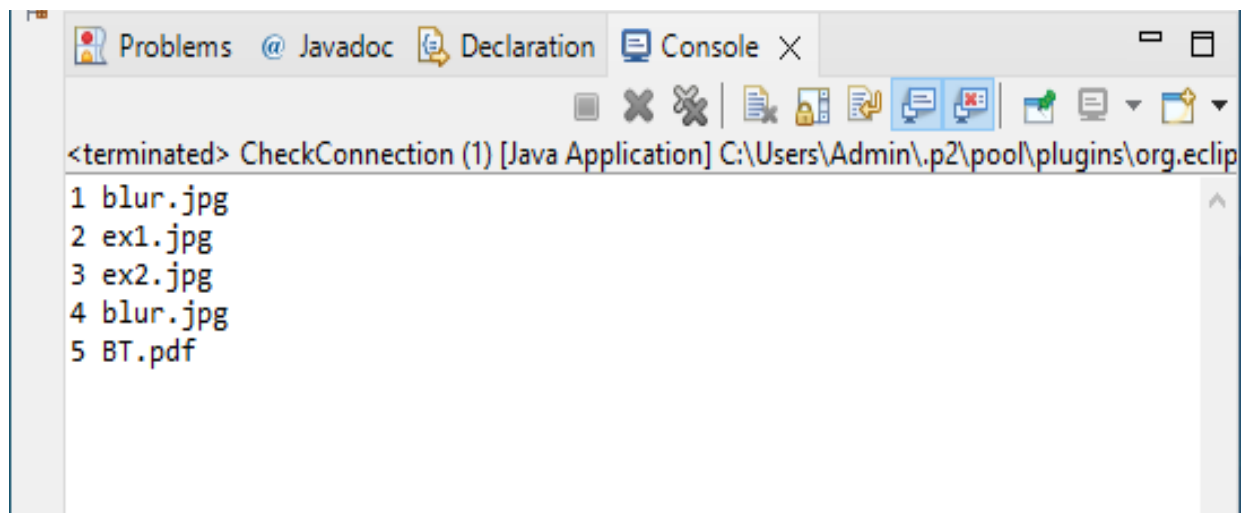 Problems @ Javadoc Declaration Console
<terminated> CheckConnection (1) [Java Application] C:\Users\Admin\.p2\pool\plugins\org.eclip
1 blur.jpg
2 ex1.jpg
3 ex2.jpg
4 blur.jpg
5 BT.pdf